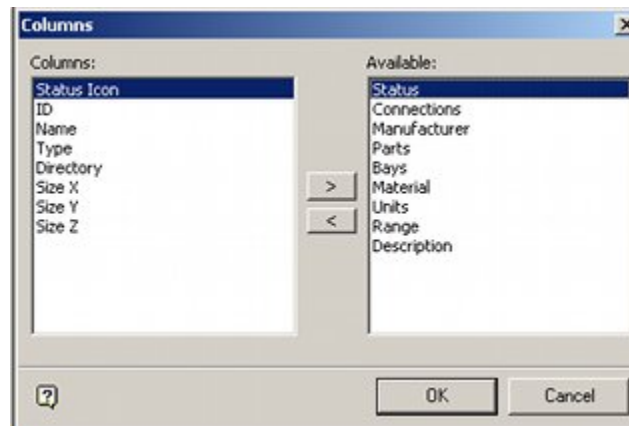 Columns
Columns:
Status Icon
ID
Name
Type
Directory
Size X
Size Y
Size Z
>
<
Available:
Status
Connections
Manufacturer
Parts
Bays
Material
Units
Range
Description
?
OK
Cancel